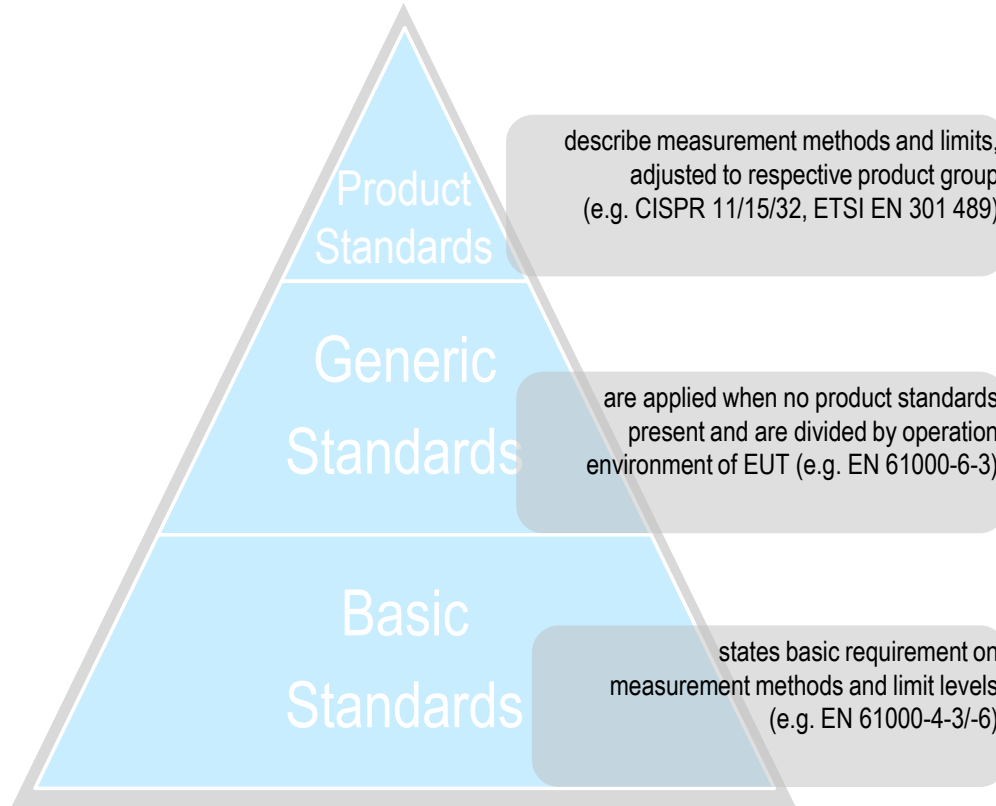 Product
Standards
describe measurement methods and limits,
adjusted to respective product group
(e.g. CISPR 11/15/32, ETSI EN 301 489)
Generic
Standards
are applied when no product standards
present and are divided by operation
environment of EUT (e.g. EN 61000-6-3)
Basic
Standards
states basic requirement on
measurement methods and limit levels
(e.g. EN 61000-4-3/-6)